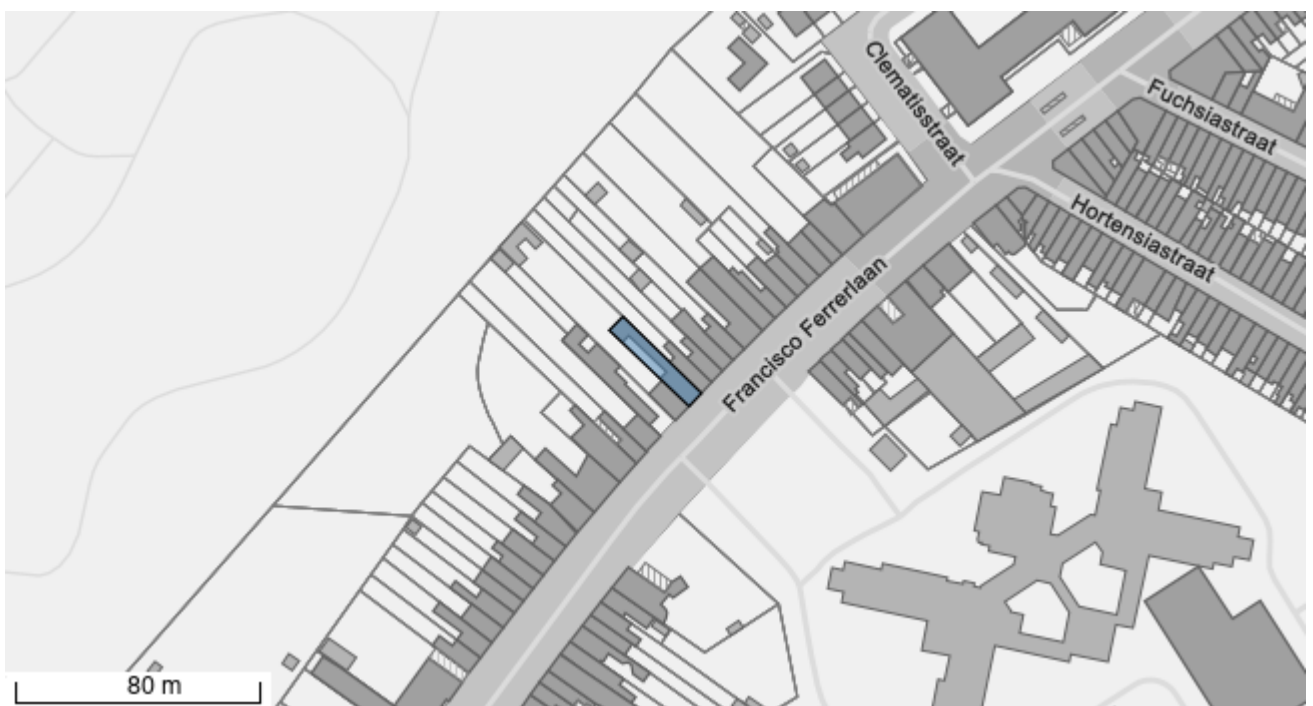 Clematisstraat
Fuchsiastraat
Hortensiastraat
Francisco Ferrerlaan
80 m